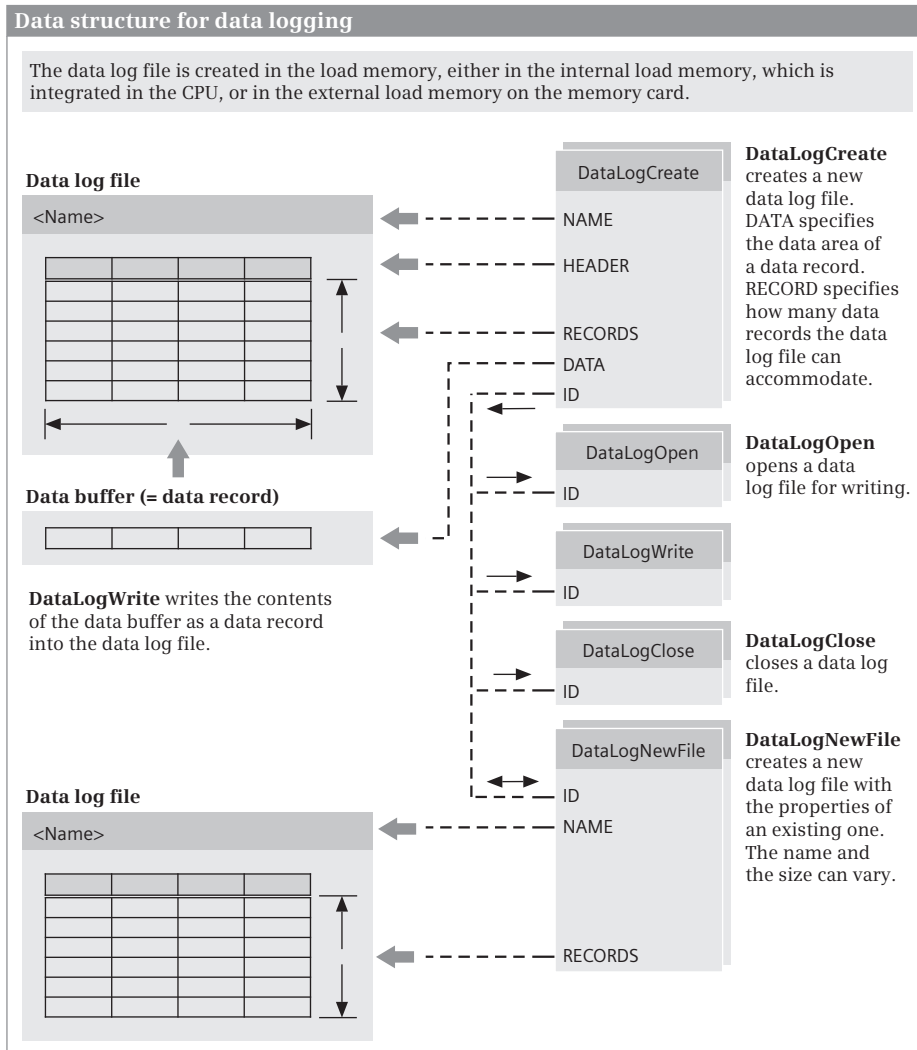 Data structure for data logging
The data log file is created in the load memory, either in the internal load memory, which is
integrated in the CPU, or in the external load memory on the memory card.
Data log file
<Name>
Data buffer (= data record)
DataLogWrite writes the contents
of the data buffer as a data record
into the data log file.
Data log file
<Name>
DataLogCreate
NAME
HEADER
RECORDS
DATA
ID
DataLogCreate
creates a new
data log file.
DATA specifies
the data area of
a data record.
RECORD specifies
how many data
records the data
log file can
accommodate.
DataLogOpen
ID
DataLogOpen
opens a data
log file for writing.
DataLogWrite
ID
DataLogClose
ID
DataLogClose
closes a data log
file.
DataLogNewFile
ID
NAME
RECORDS
DataLogNewFile
creates a new
data log file with
the properties of
an existing one.
The name and
the size can vary.